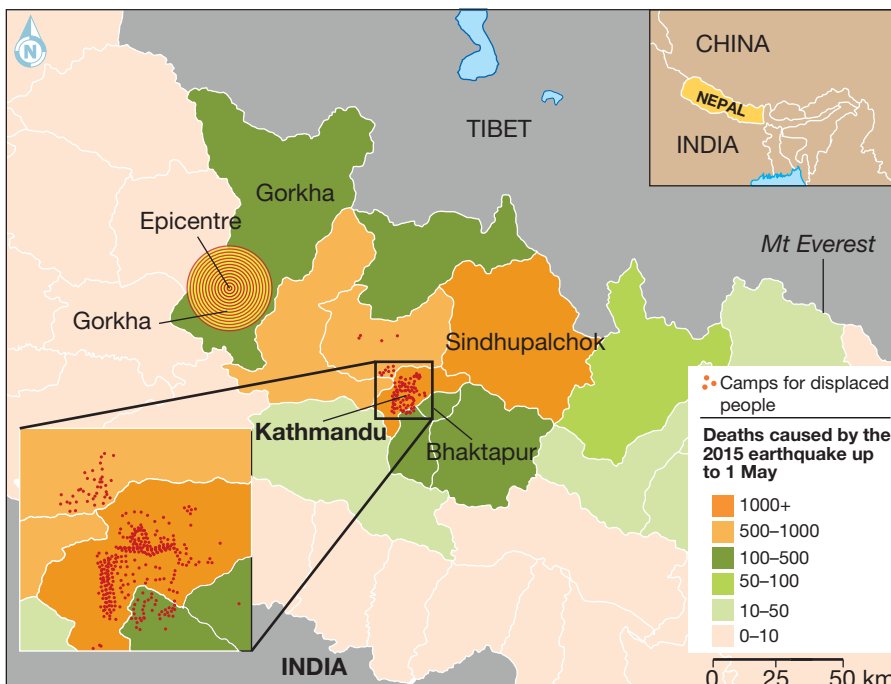 N
CHINA
NEPAL
INDIA
TIBET
Gorkha
Epicentre
Mt Everest
Gorkha
Sindhupalchok
Kathmandu
Bhaktapur
INDIA
Camps for displaced
people
Deaths caused by the
2015 earthquake up
to 1 May
1000+
500–1000
100–500
50–100
10–50
0–10
0 25 50 km